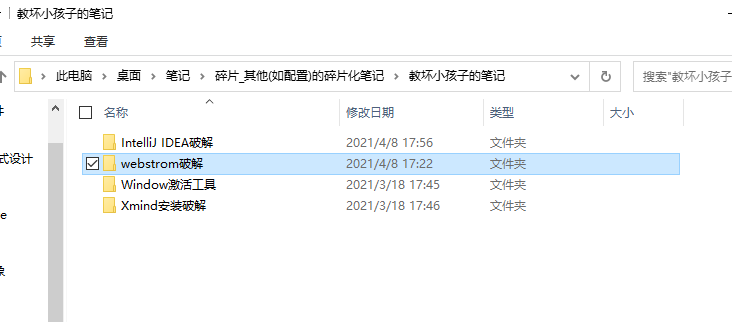 教坏小孩子的笔记
共享 查看
此电脑 桌面 笔记 碎片_其他(如配置)的碎片化笔记 教坏小孩子的笔记 搜索"教坏小孩子
名称 修改日期 类型 大小
IntelliJ IDEA破解 2021/4/8 17:56 文件夹
式设计 webstrom破解 2021/4/8 17:22 文件夹
Window激活工具 2021/3/18 17:45 文件夹
Xmind安装破解 2021/3/18 17:46 文件夹